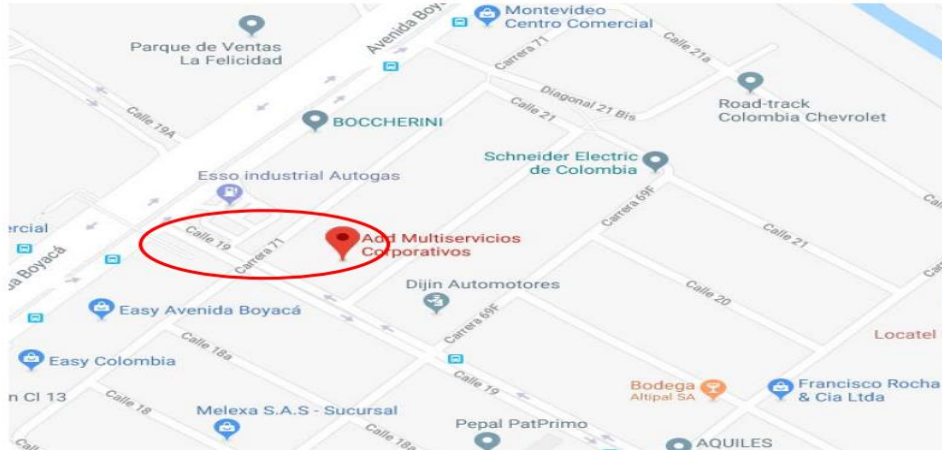 Montevideo
Centro Comercial
Avenida Boy
Parque de Ventas
La Felicidad
Carrera 71
Calle 21a
Calle 19A
Calle 21
Diagonal 21 Bis
Road-track
Colombia Chevrolet
BOCCHERINI
Schneider Electric
de Colombia
Esso industrial Autogas
Carrera 69F
ercial
Calle 19
Carrera 71
Add Multiservicios
Corporativos
Calle 21
a Boyacá
Dijin Automotores
Calle 20
Easy Avenida Boyacá
Carrera 69F
Locatel
Calle 18a
Easy Colombia
Calle 19
n Cl 13
Calle 18
Melexa S.A.S - Sucursal
Bodega
Altipal SA
Francisco Rocha
& Cia Ltda
Pepal PatPrimo
Calle 18a
AQUILES